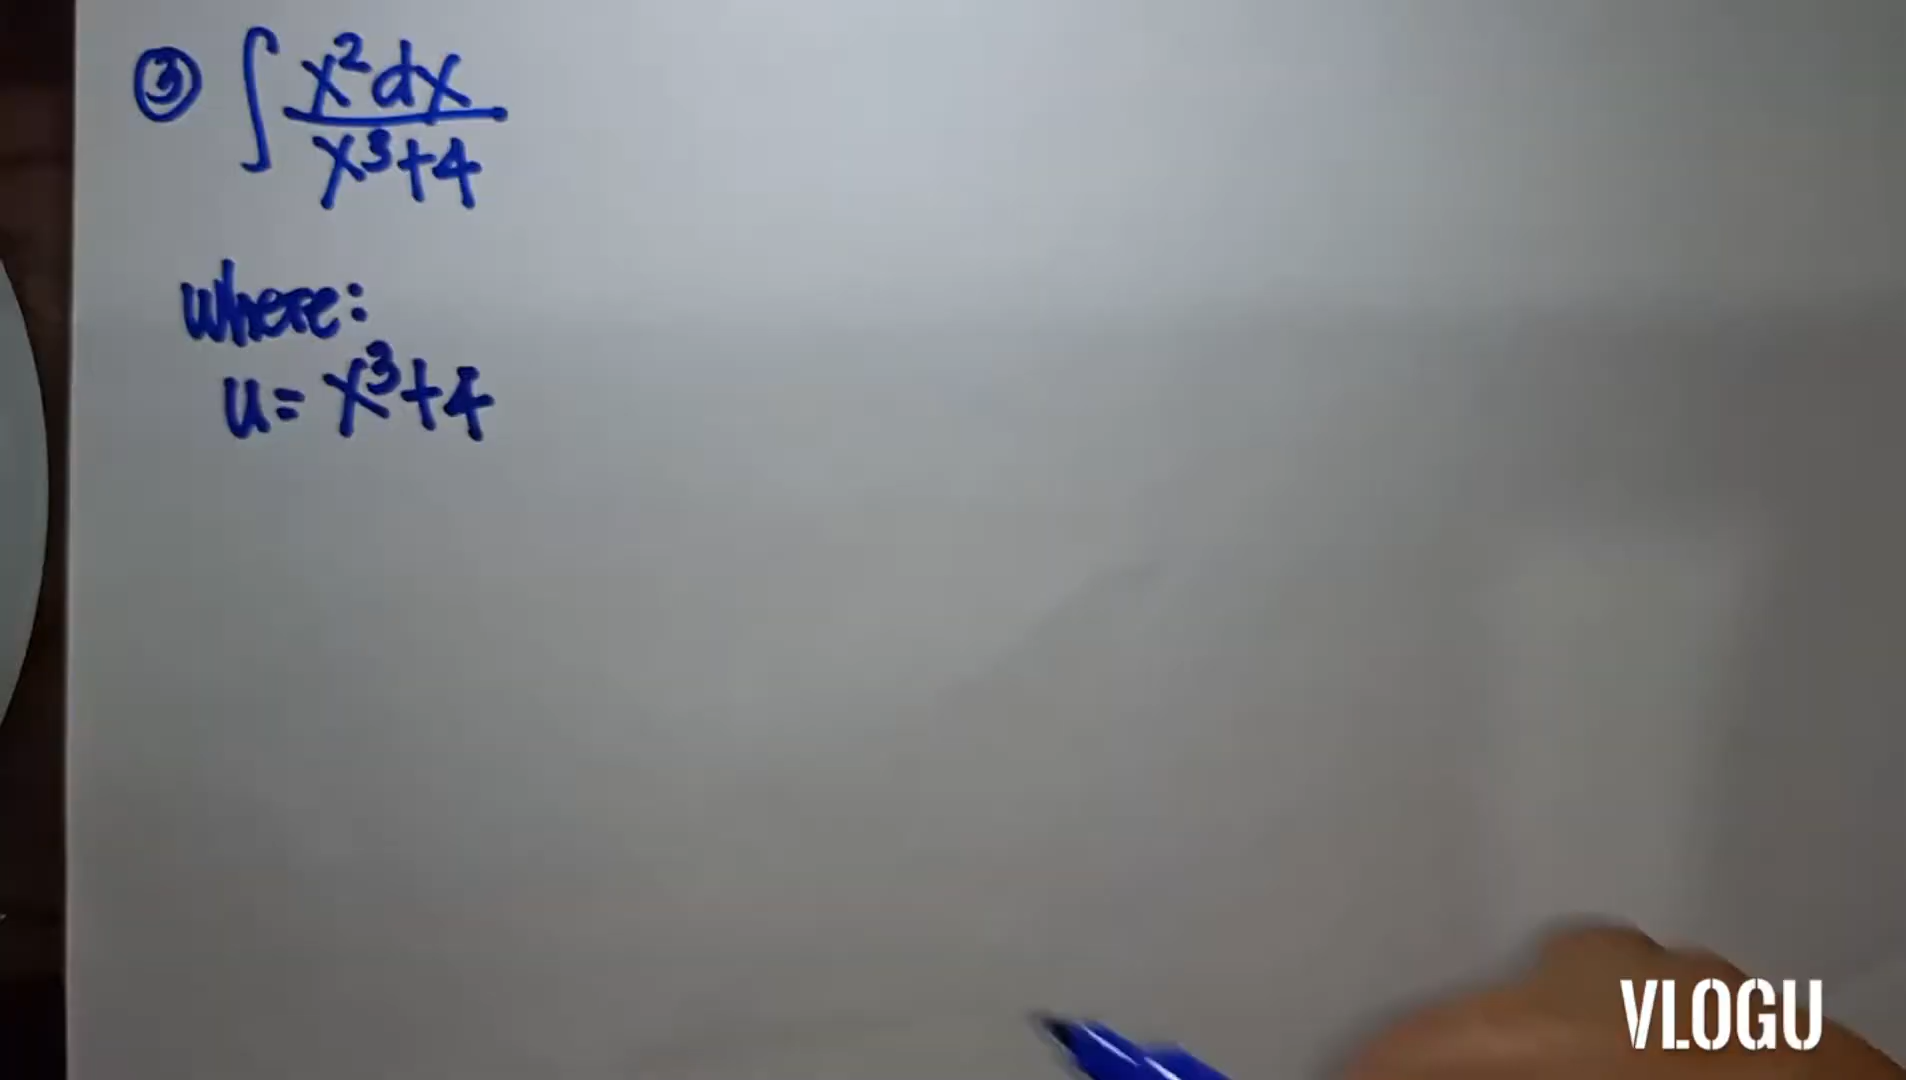 ③ ∫ x²dx
x³+4
where:
u= x³+4
VLOGU